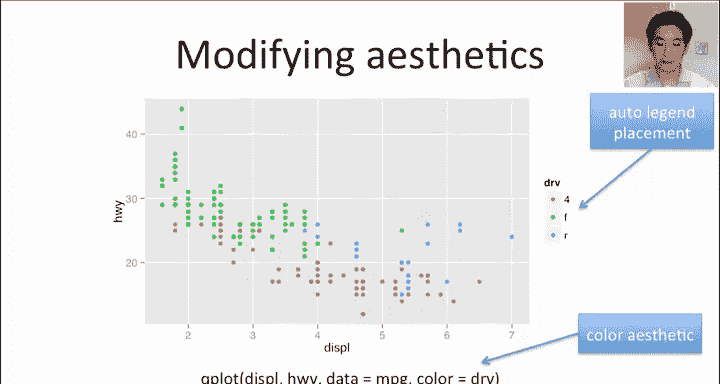 Modifying aesthetics
auto legend
placement
40
30
20
hwy
2
3
4
5
6
7
displ
drv
4
f
r
color aesthetic
qplot(displ, hwy, data = mpg, color = drv)